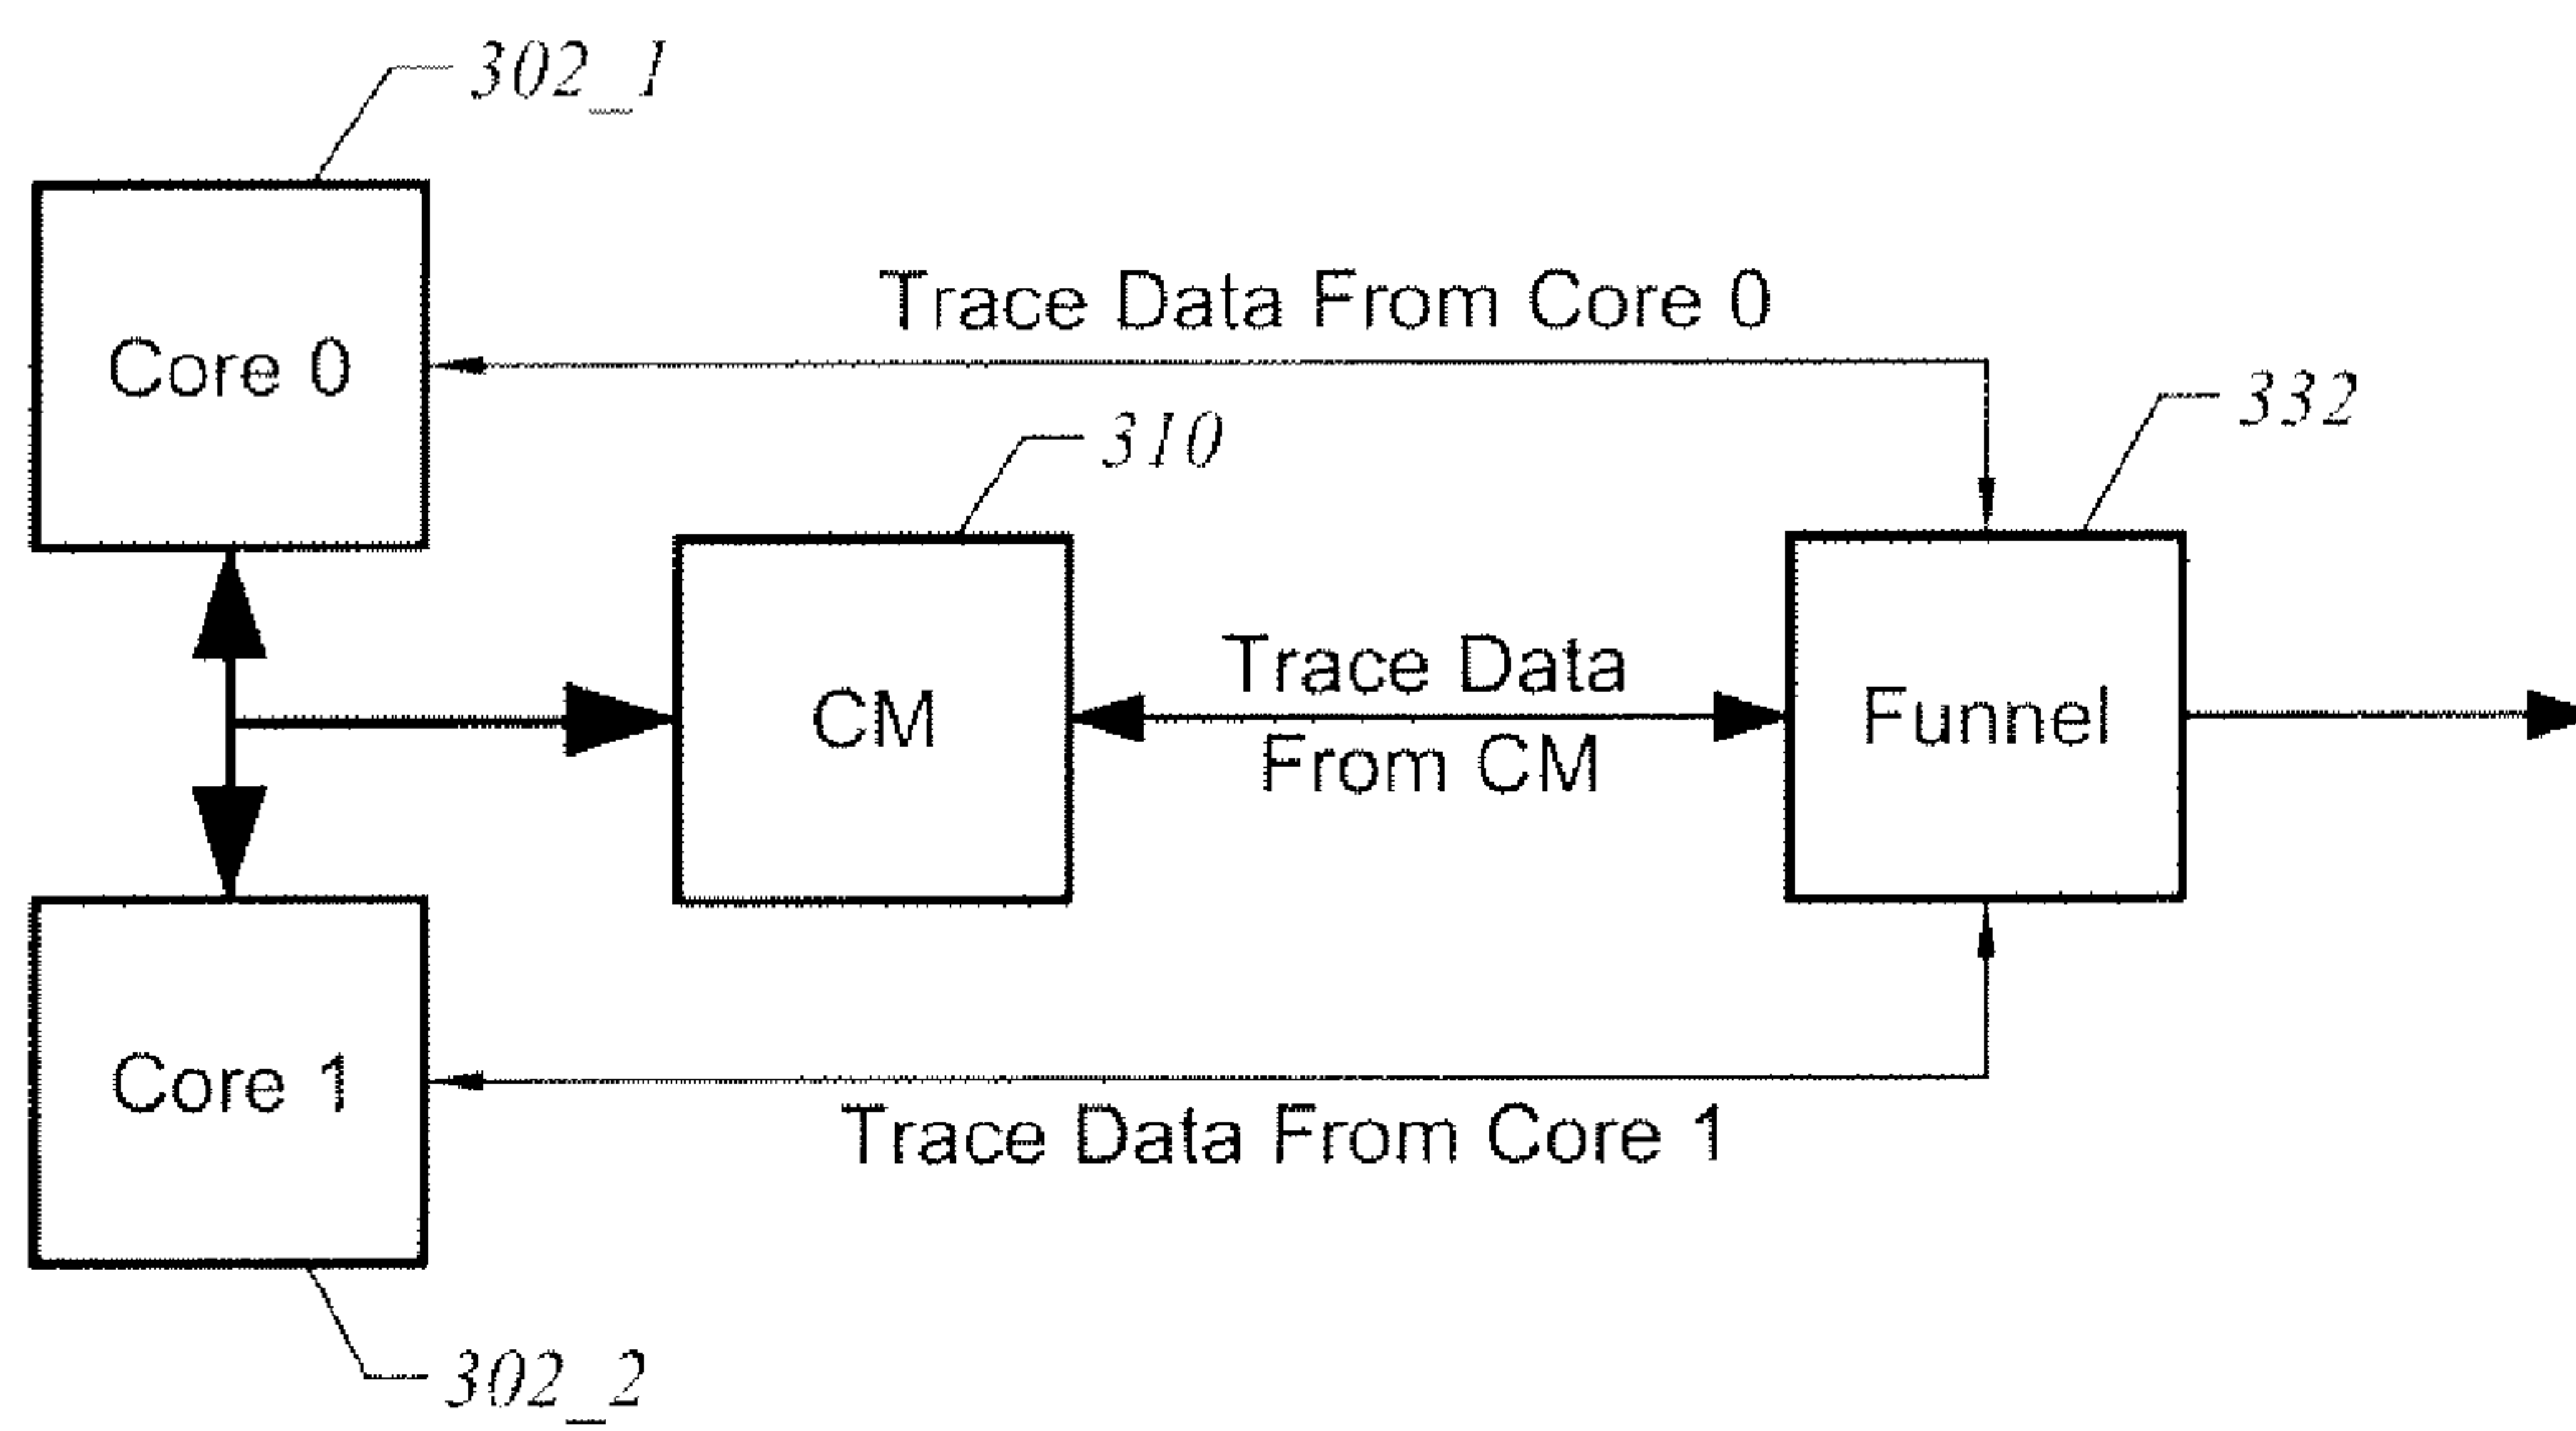 302_1
Trace Data From Core 0
Core 0
332
310
Trace Data
CM
Funnel
From CM
Core 1
Trace Data From Core 1
302_2